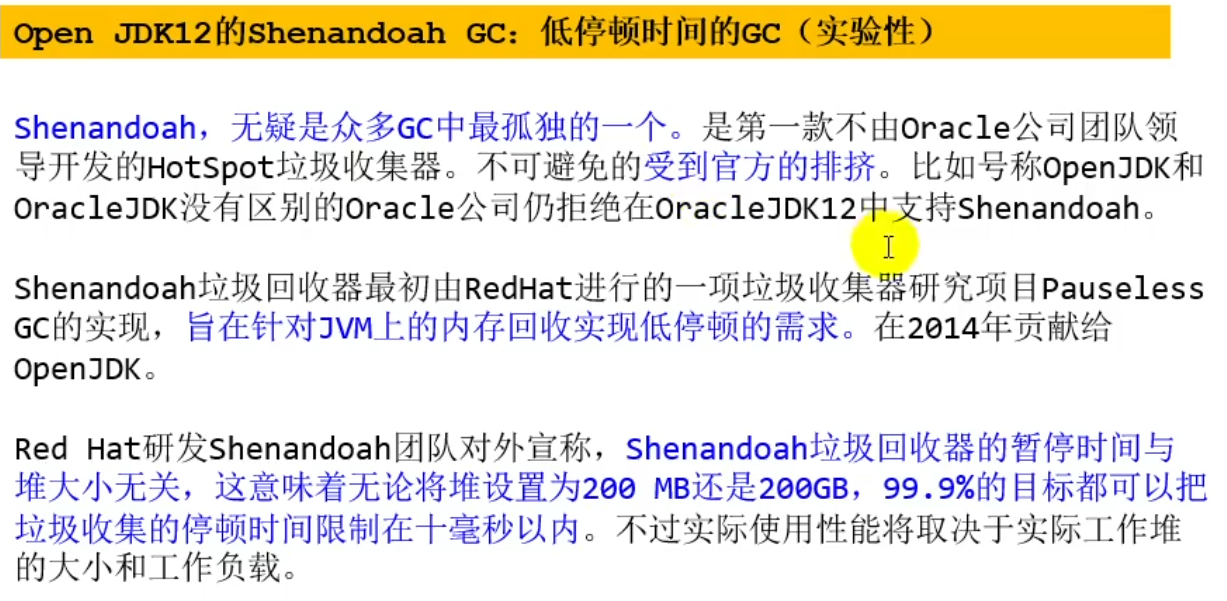 Open JDK12的Shenandoah GC：低停顿时间的GC（实验性）
Shenandoah，无疑是众多GC中最孤独的一个。是第一款不由Oracle公司团队领
导开发的HotSpot垃圾收集器。不可避免的受到官方的排挤。比如号称OpenJDK和
OracleJDK没有区别的Oracle公司仍拒绝在OracleJDK12中支持Shenandoah。
Shenandoah垃圾回收器最初由RedHat进行的一项垃圾收集器研究项目Pauseless
GC的实现，旨在针对JVM上的内存回收实现低停顿的需求。在2014年贡献给
OpenJDK。
Red Hat研发Shenandoah团队对外宣称，Shenandoah垃圾回收器的暂停时间与
堆大小无关，这意味着无论将堆设置为200 MB还是200GB，99.9%的目标都可以把
垃圾收集的停顿时间限制在十毫秒以内。不过实际使用性能将取决于实际工作堆
的大小和工作负载。